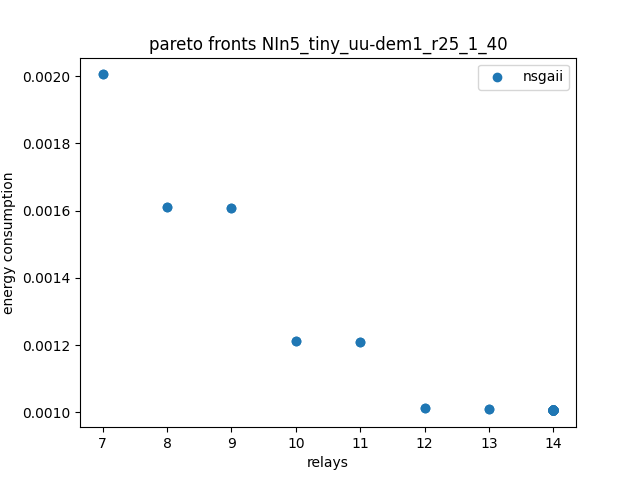 pareto fronts NIn5_tiny_uu-dem1_r25_1_40
nsgaii
energy consumption
0.0020
0.0018
0.0016
0.0014
0.0012
0.0010
7 8 9 10 11 12 13 14
relays